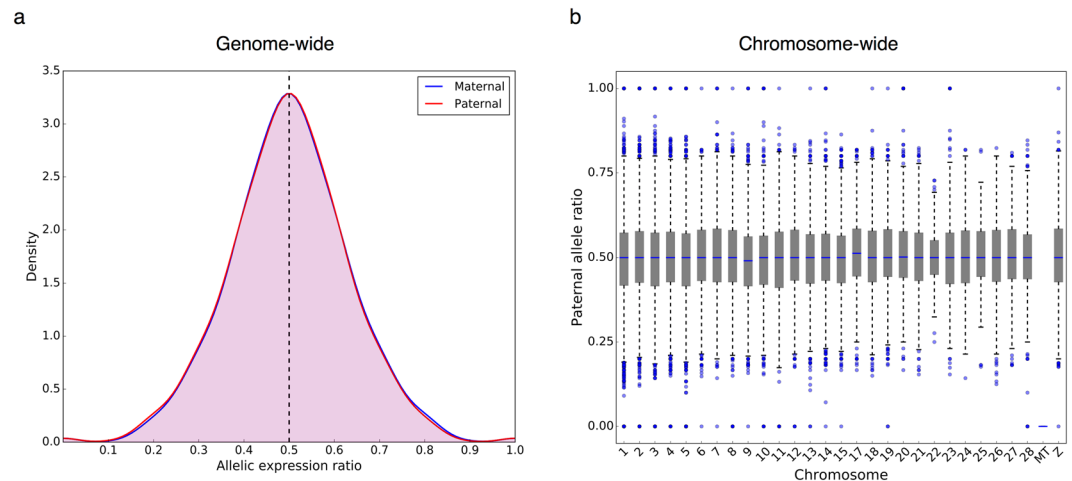 a
Genome-wide
3.5
3.0
2.5
2.0
1.5
1.0
0.5
0.0
Density
0.1 0.2 0.3 0.4 0.5 0.6 0.7 0.8 0.9 1.0
Allelic expression ratio
Maternal
Paternal
b
Chromosome-wide
1.00
0.75
0.50
0.25
0.00
Paternal allele ratio
1 2 3 4 5 6 7 8 9 10 11 12 13 14 15 17 18 19 20 21 22 23 24 25 26 27 28 MT Z
Chromosome